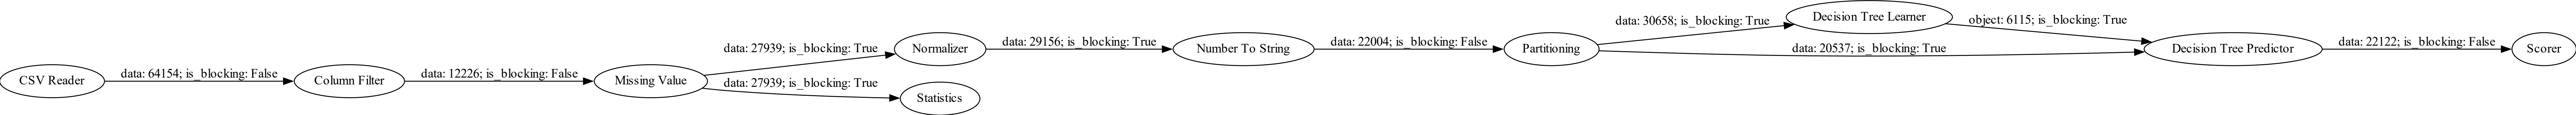 CSV Reader
data: 64154; is_blocking: False
Column Filter
data: 12226; is_blocking: False
Missing Value
data: 27939; is_blocking: True
Normalizer
data: 27939; is_blocking: True
Statistics
data: 29156; is_blocking: True
Number To String
data: 22004; is_blocking: False
Partitioning
data: 30658; is_blocking: True
Decision Tree Learner
object: 6115; is_blocking: True
data: 20537; is_blocking: True
Decision Tree Predictor
data: 22122; is_blocking: False
Scorer